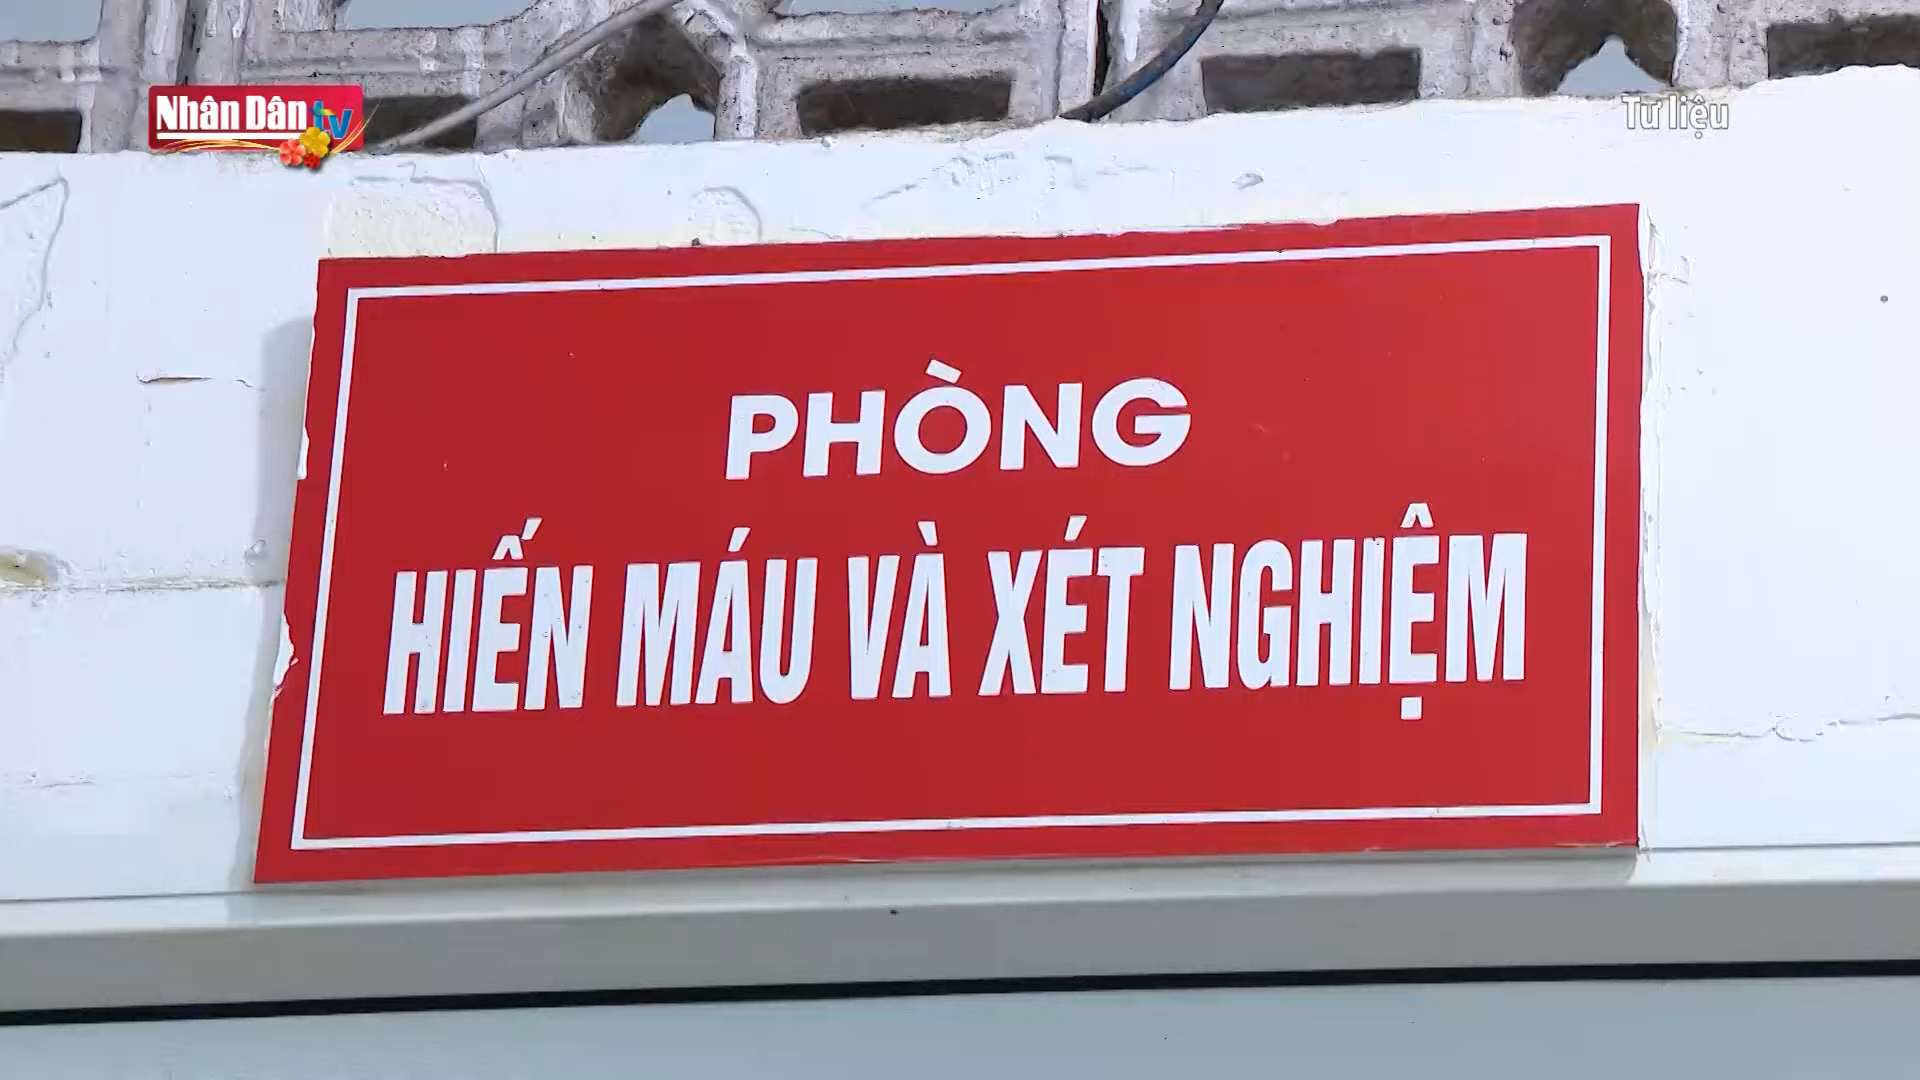 Nhân Dân tv
Tư liệu
PHÒNG
HIẾN MÁU VÀ XÉT NGHIỆM